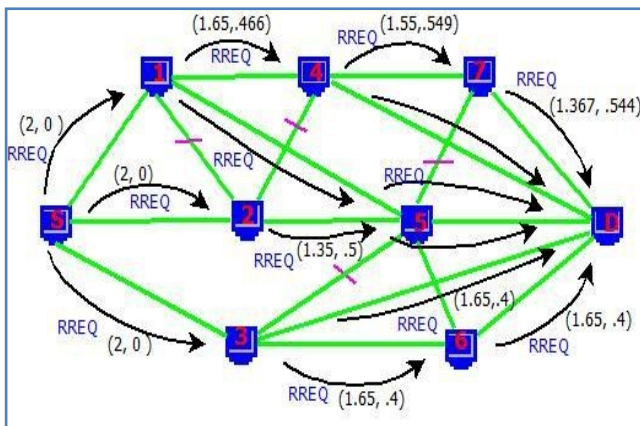 (1.65,.466)
RREQ
(1.55,.549)
RREQ
1
4
7
RREQ
(1.367, .544)
(2, 0 )
RREQ
RREQ
(2, 0)
RREQ
RREQ
S
2
5
D
RREQ
(1.35, .5)
RREQ
(2, 0 )
3
(1.65,.4)
RREQ
6
(1.65, .4)
RREQ
RREQ
(1.65, .4)